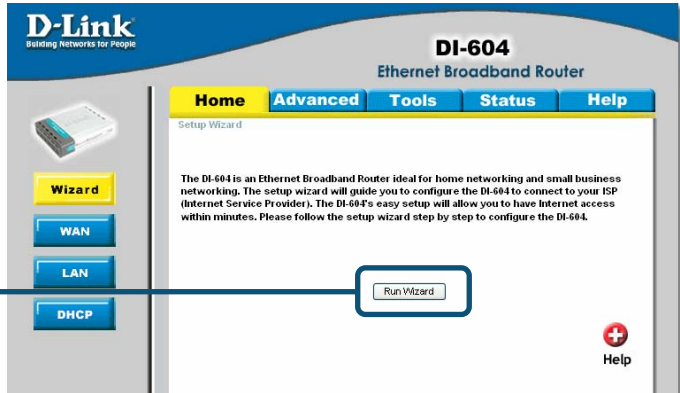 D-Link
Building Networks for People
DI-604
Ethernet Broadband Router
Home
Advanced
Tools
Status
Help
Setup Wizard
The DI-604 is an Ethernet Broadband Router ideal for home networking and small business
networking. The setup wizard will guide you to configure the DI-604 to connect to your ISP
(Internet Service Provider). The DI-604's easy setup will allow you to have Internet access
within minutes. Please follow the setup wizard step by step to configure the DI-604.
Wizard
WAN
LAN
DHCP
Run Wizard
Help